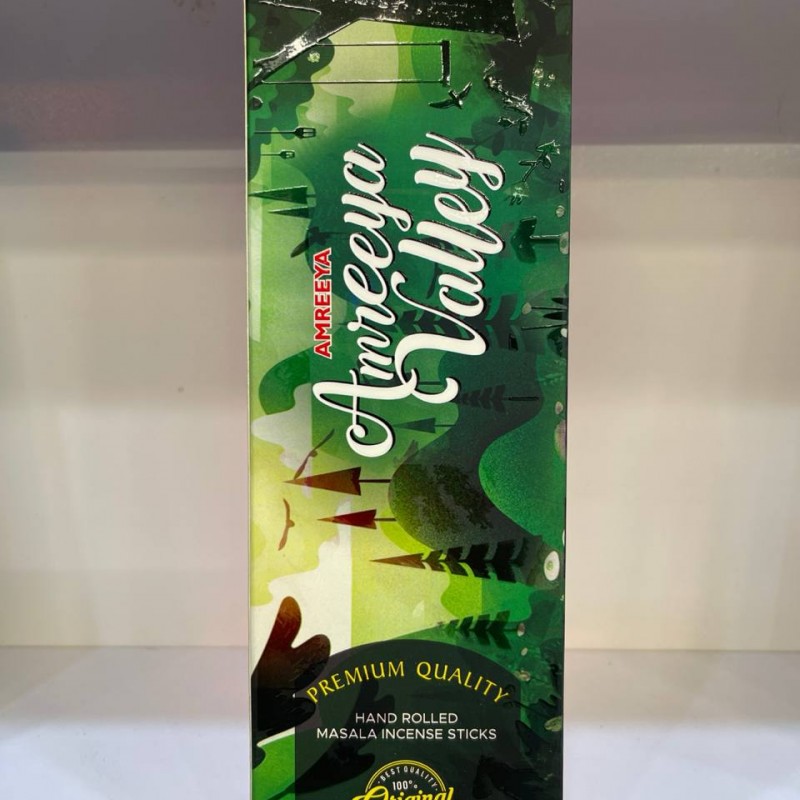 AMREEYA
Amreeya
Valley
PREMIUM QUALITY
HAND ROLLED
MASALA INCENSE STICKS
BEST QUALITY
100%
Original